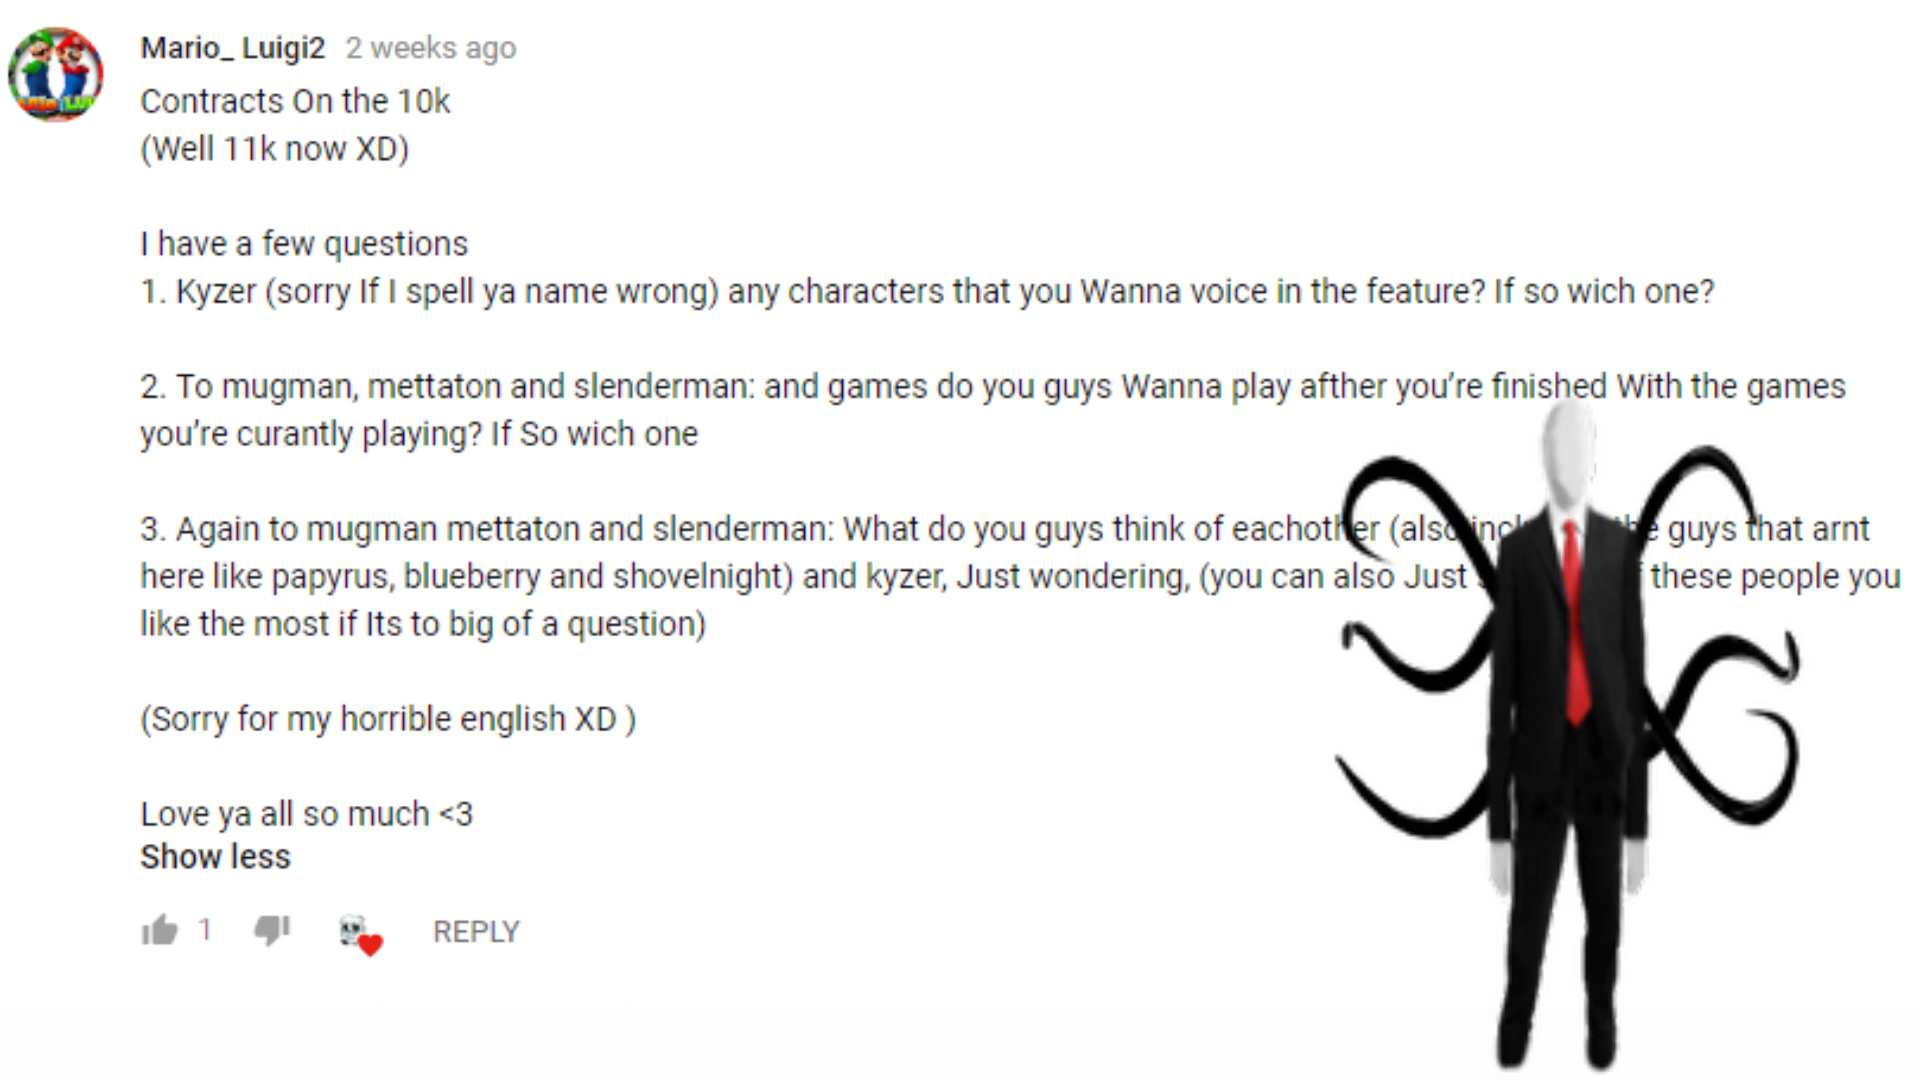 Mario_ Luigi2 2 weeks ago
Contracts On the 10k
(Well 11k now XD)
I have a few questions
1. Kyzer (sorry If I spell ya name wrong) any characters that you Wanna voice in the feature? If so wich one?
2. To mugman, mettaton and slenderman: and games do you guys Wanna play afther you’re finished With the games
you’re curantly playing? If So wich one
3. Again to mugman mettaton and slenderman: What do you guys think of eachother (also guys that arnt
here like papyrus, blueberry and shovelnight) and kyzer, Just wondering, (you can also Just these people you
like the most if Its to big of a question)
(Sorry for my horrible english XD )
Love ya all so much <3
Show less
1 REPLY